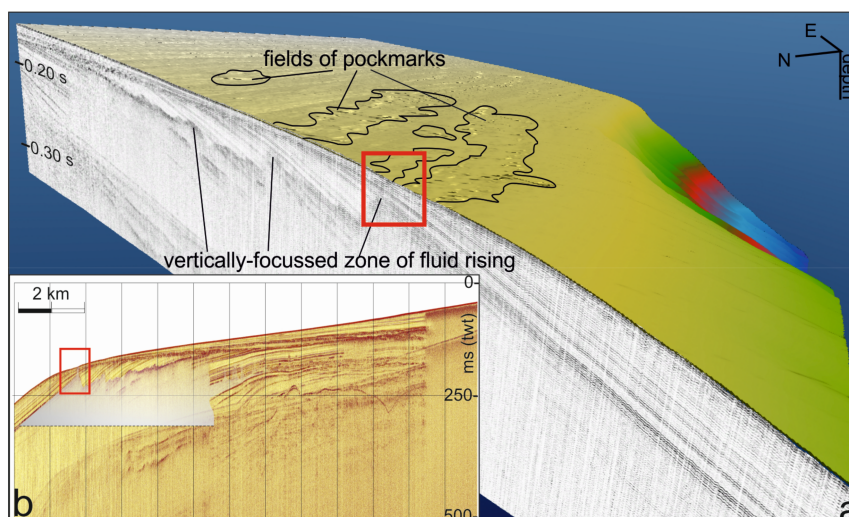 E
N
depth
fields of pockmarks
-0.20 s
-0.30 s
vertically-focussed zone of fluid rising
0
2 km
ms (twt)
250
b
500
a